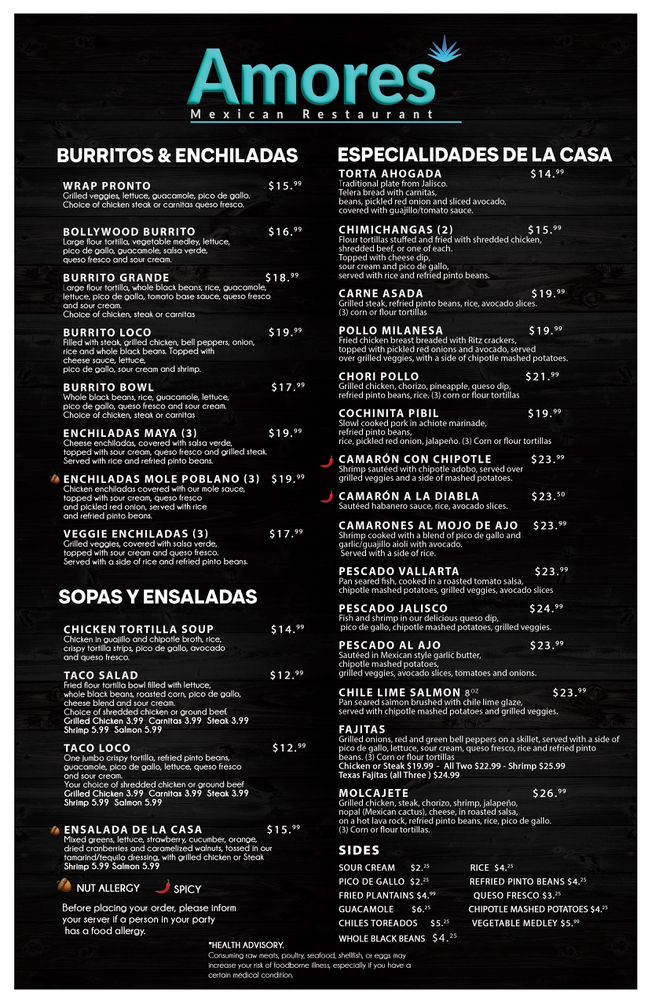 Amores
Mexican Restaurant
BURRITOS & ENCHILADAS
WRAP PRONTO $15.99
Grilled veggies, lettuce, guacamole, pico de gallo.
Choice of chicken steak or carnitas queso fresco.
BOLLYWOOD BURRITO $16.99
Large flour tortilla, vegetable medley, lettuce,
pico de gallo, guacamole, salsa verde,
queso fresco and sour cream.
BURRITO GRANDE $18.99
Large flour tortilla, whole black beans, rice, guacamole,
lettuce, pico de gallo, tomato base sauce, queso fresco
and sour cream.
Choice of chicken, steak or carnitas
BURRITO LOCO $19.99
Filled with steak, grilled chicken, bell peppers, onion,
rice and whole black beans. Topped with
cheese sauce, lettuce,
pico de gallo, sour cream and shrimp.
BURRITO BOWL $17.99
Whole black beans, rice, guacamole, lettuce,
pico de gallo, queso fresco and sour cream.
Choice of chicken, steak or carnitas
ENCHILADAS MAYA (3) $19.99
Cheese enchiladas, covered with salsa verde,
topped with sour cream, queso fresco and grilled steak.
Served with rice and refried pinto beans.
ENCHILADAS MOLE POBLANO (3) $19.99
Chicken enchiladas covered with our mole sauce,
topped with sour cream, queso fresco
and pickled red onion, served with rice
and refried pinto beans.
VEGGIE ENCHILADAS (3) $17.99
Grilled veggies, covered with salsa verde,
topped with sour cream and queso fresco.
Served with a side of rice and refried pinto beans.
SOPAS Y ENSALADAS
CHICKEN TORTILLA SOUP $14.99
Chicken in guajillo and chipotle broth, rice,
crispy tortilla strips, pico de gallo, avocado
and queso fresco.
TACO SALAD $12.99
Fried flour tortilla bowl filled with lettuce,
whole black beans, roasted corn, pico de gallo,
cheese blend and sour cream.
Choice of shredded chicken or ground beef.
Grilled Chicken 3.99 Carnitas 3.99 Steak 3.99
Shrimp 5.99 Salmon 5.99
TACO LOCO $12.99
One jumbo crispy tortilla, refried pinto beans,
guacamole, pico de gallo, lettuce, queso fresco
and sour cream.
Your choice of shredded chicken or ground beef
Grilled Chicken 3.99 Carnitas 3.99 Steak 3.99
Shrimp 5.99 Salmon 5.99
ENSALADA DE LA CASA $15.99
Mixed greens, lettuce, strawberry, cucumber, orange,
dried cranberries and caramelized walnuts, tossed in our
tamarind/tequila dressing, with grilled chicken or Steak
Shrimp 5.99 Salmon 5.99
NUT ALLERGY SPICY
Before placing your order, please inform
your server if a person in your party
has a food allergy.
ESPECIALIDADES DE LA CASA
TORTA AHOGADA $14.99
Traditional plate from Jalisco.
Telera bread with carnitas,
beans, pickled red onion and sliced avocado,
covered with guajillo/tomato sauce.
CHIMICHANGAS (2) $15.99
Flour tortillas stuffed and fried with shredded chicken,
shredded beef, or one of each.
Topped with cheese dip,
sour cream and pico de gallo,
served with rice and refried pinto beans.
CARNE ASADA $19.99
Grilled steak, refried pinto beans, rice, avocado slices.
(3) corn or flour tortillas
POLLO MILANESA $19.99
Fried chicken breast breaded with Ritz crackers,
topped with pickled red onions and avocado, served
over grilled veggies, with a side of chipotle mashed potatoes.
CHORI POLLO $21.99
Grilled chicken, chorizo, pineapple, queso dip,
refried pinto beans, rice. (3) corn or flour tortillas
COCHINITA PIBIL $19.99
Slowl cooked pork in achiote marinade,
refried pinto beans,
rice, pickled red onion, jalapeño. (3) Corn or flour tortillas
CAMARÓN CON CHIPOTLE $23.99
Shrimp sautéed with chipotle adobo, served over
grilled veggies and a side of mashed potatoes.
CAMARÓN A LA DIABLA $23.50
Sautéed habanero sauce, rice, avocado slices.
CAMARONES AL MOJO DE AJO $23.99
Shrimp cooked with a blend of pico de gallo and
garlic/guajillo aioli with avocado.
Served with a side of rice.
PESCADO VALLARTA $23.99
Pan seared fish, cooked in a roasted tomato salsa,
chipotle mashed potatoes, grilled veggies, avocado slices
PESCADO JALISCO $24.99
Fish and shrimp in our delicious queso dip,
pico de gallo, chipotle mashed potatoes, grilled veggies.
PESCADO AL AJO $23.99
Sautéed in Mexican style garlic butter,
chipotle mashed potatoes,
grilled veggies, avocado slices, tomatoes and onions.
CHILE LIME SALMON 8OZ $23.99
Pan seared salmon brushed with chile lime glaze,
served with chipotle mashed potatoes and grilled veggies.
FAJITAS
Grilled onions, red and green bell peppers on a skillet, served with a side of
pico de gallo, lettuce, sour cream, queso fresco, rice and refried pinto
beans. (3) Corn or flour tortillas
Chicken or Steak $19.99 - All Two $22.99 - Shrimp $25.99
Texas Fajitas (all Three ) $24.99
MOLCAJETE $26.99
Grilled chicken, steak, chorizo, shrimp, jalapeño,
nopal (Mexican cactus), cheese, in roasted salsa,
on a hot lava rock, refried pinto beans, rice, pico de gallo.
(3) Corn or flour tortillas.
SIDES
SOUR CREAM $2.25 RICE $4.25
PICO DE GALLO $2.25 REFRIED PINTO BEANS $4.25
FRIED PLANTAINS $4.99 QUESO FRESCO $3.25
GUACAMOLE $6.25 CHIPOTLE MASHED POTATOES $4.25
CHILES TOREADOS $5.25 VEGETABLE MEDLEY $5.99
WHOLE BLACK BEANS $4.25
*HEALTH ADVISORY.
Consuming raw meats, poultry, seafood, shellfish, or eggs may
increase your risk of foodborne illness, especially if you have a
certain medical condition.